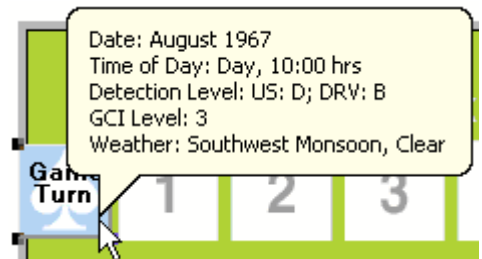 Date: August 1967
Time of Day: Day, 10:00 hrs
Detection Level: US: D; DRV: B
GCI Level: 3
Weather: Southwest Monsoon, Clear
Game
Turn
1
2
3